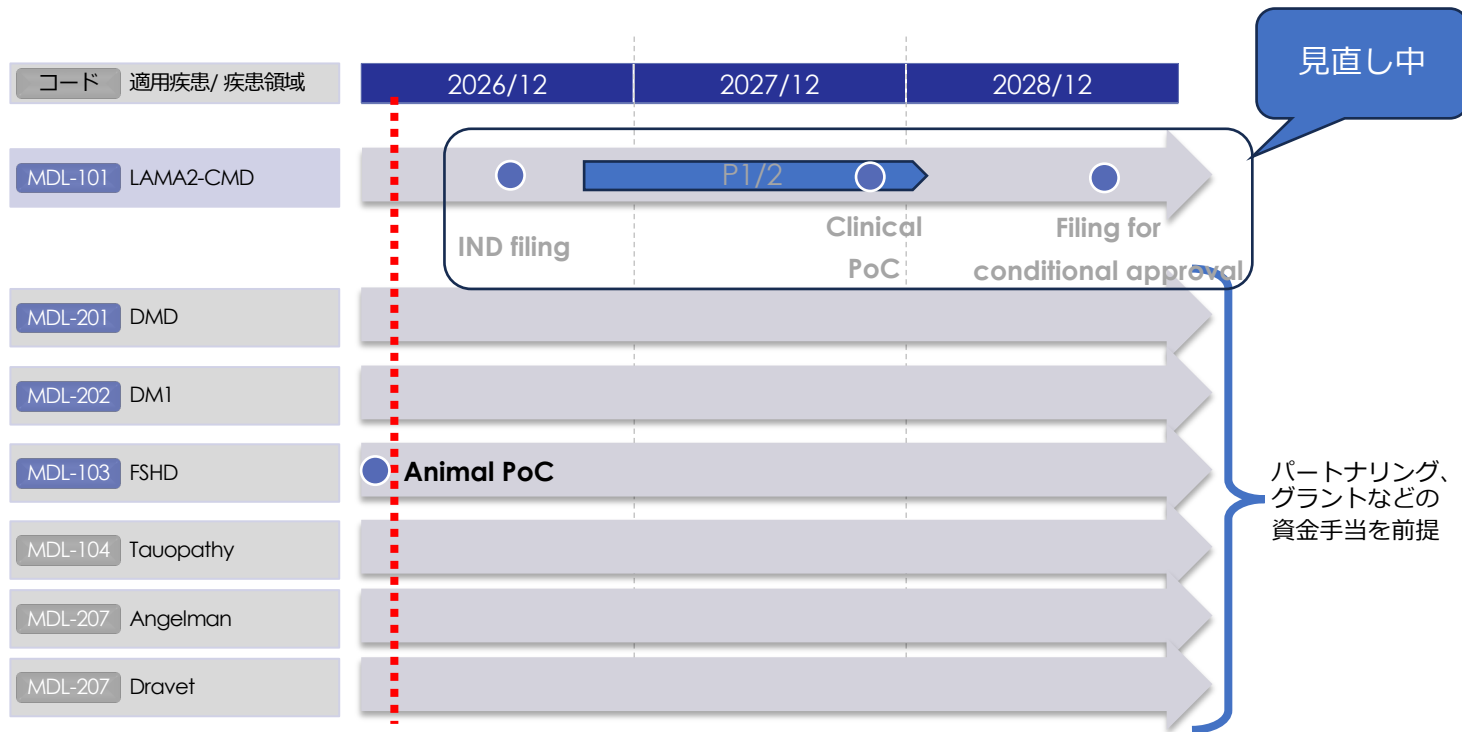 見直し中
コード 適用疾患/ 疾患領域 2026/12 2027/12 2028/12
MDL-101 LAMA2-CMD P1/2
IND filing
Clinical
PoC
Filing for
conditional approval
MDL-201 DMD
MDL-202 DM1
MDL-103 FSHD Animal PoC
パートナリング、
グラントなどの
資金手当を前提
MDL-104 Tauopathy
MDL-207 Angelman
MDL-207 Dravet